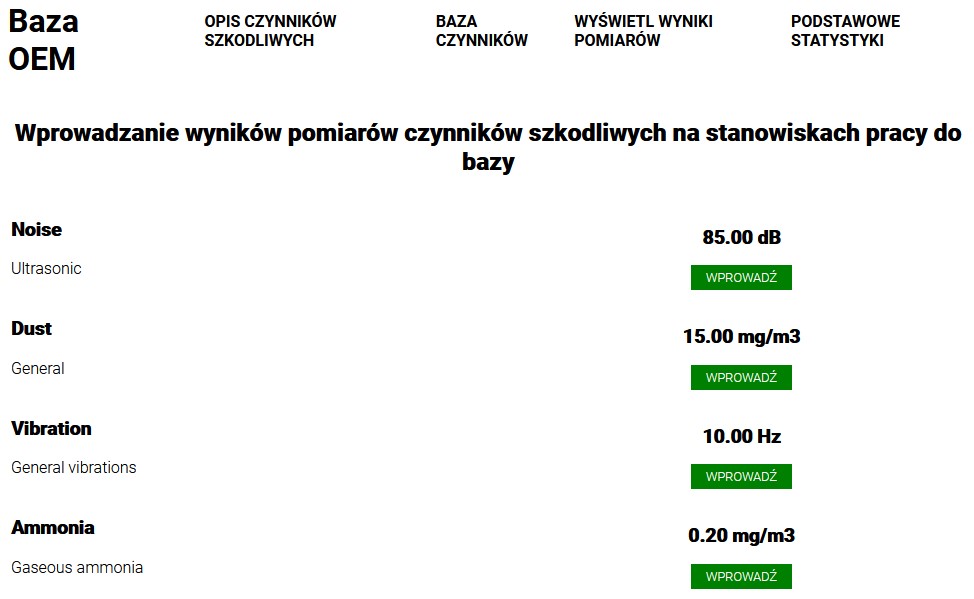 Baza
OEM
OPIS CZYNNIKÓW
SZKODLIWYCH
BAZA
CZYNNIKÓW
WYŚWIETL WYNIKI
POMIARÓW
PODSTAWOWE
STATYSTYKI
Wprowadzanie wyników pomiarów czynników szkodliwych na stanowiskach pracy do
bazy
Noise
85.00 dB
Ultrasonic
WPROWADŹ
Dust
15.00 mg/m3
General
WPROWADŹ
Vibration
10.00 Hz
General vibrations
WPROWADŹ
Ammonia
0.20 mg/m3
Gaseous ammonia
WPROWADŹ